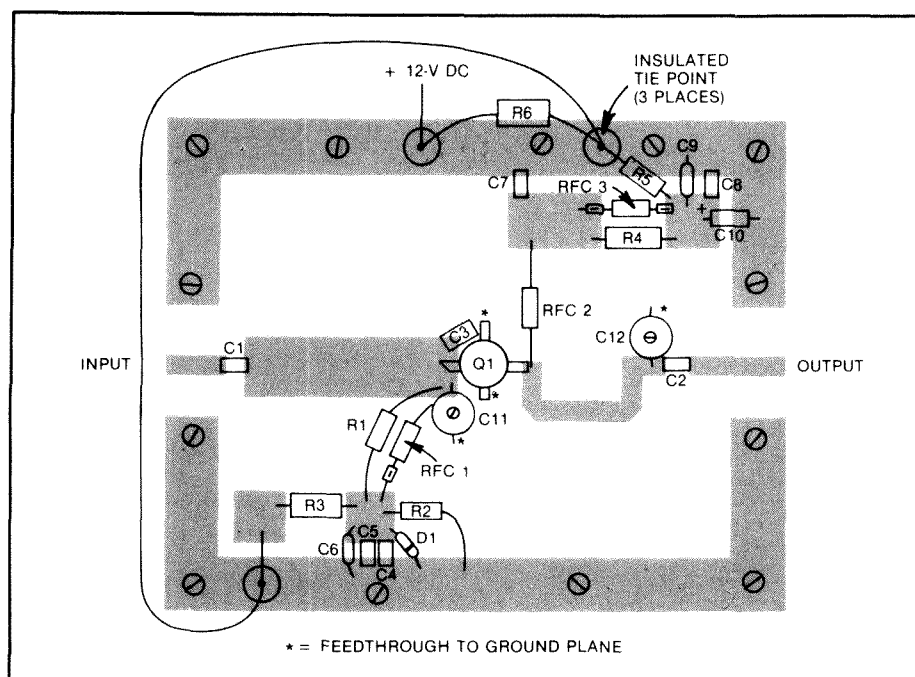 + 12-V DC
INSULATED
TIE POINT
(3 PLACES)
R6
C9
C7
R5
C8
RFC 3
+
C10
R4
*
RFC 2
*
C12
C3
INPUT
C1
Q1
C2
OUTPUT
*
R1
C11
*
RFC 1
R3
R2
C5
D1
C6
C4
* = FEEDTHROUGH TO GROUND PLANE